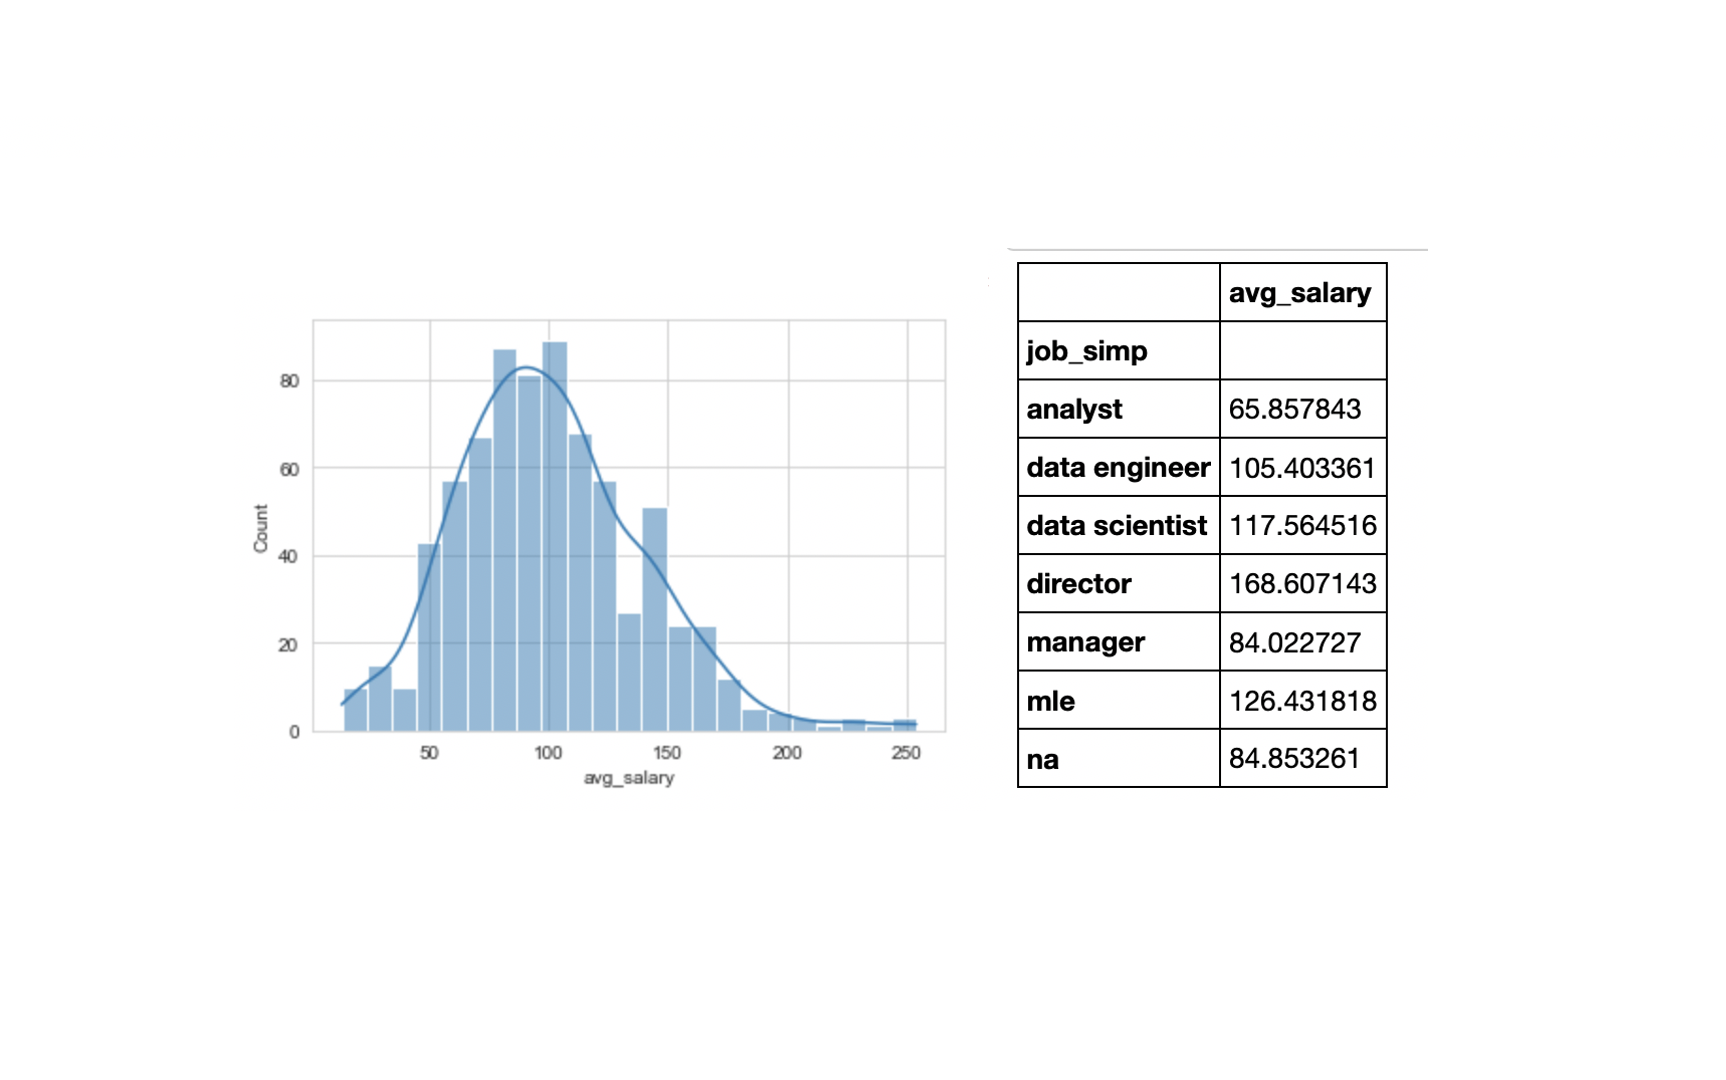 Count
80
60
40
20
0
50 100 150 200 250
avg_salary
avg_salary
job_simp
analyst 65.857843
data engineer 105.403361
data scientist 117.564516
director 168.607143
manager 84.022727
mle 126.431818
na 84.853261